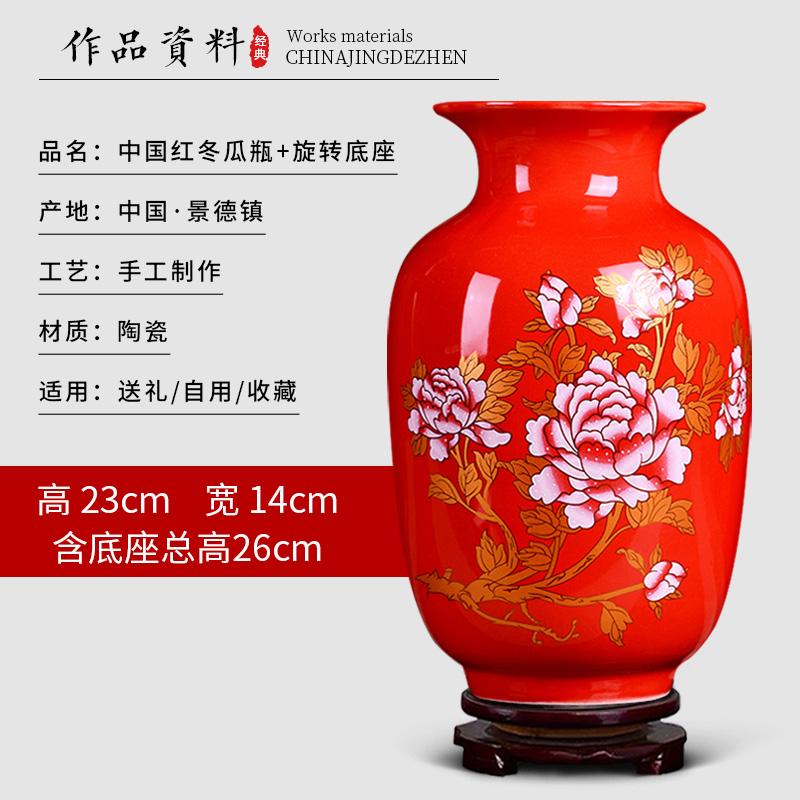 作品資料
经典
Works materials
CHINAJINGDEZHEN
品名：中国红冬瓜瓶+旋转底座
产地：中国·景德镇
工艺：手工制作
材质：陶瓷
适用：送礼/自用/收藏
高 23cm 宽 14cm
含底座总高26cm